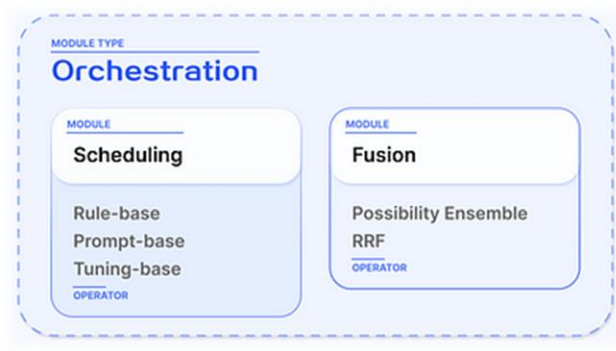 MODULE TYPE
Orchestration
MODULE
Scheduling
Rule-base
Prompt-base
Tuning-base
OPERATOR
MODULE
Fusion
Possibility Ensemble
RRF
OPERATOR